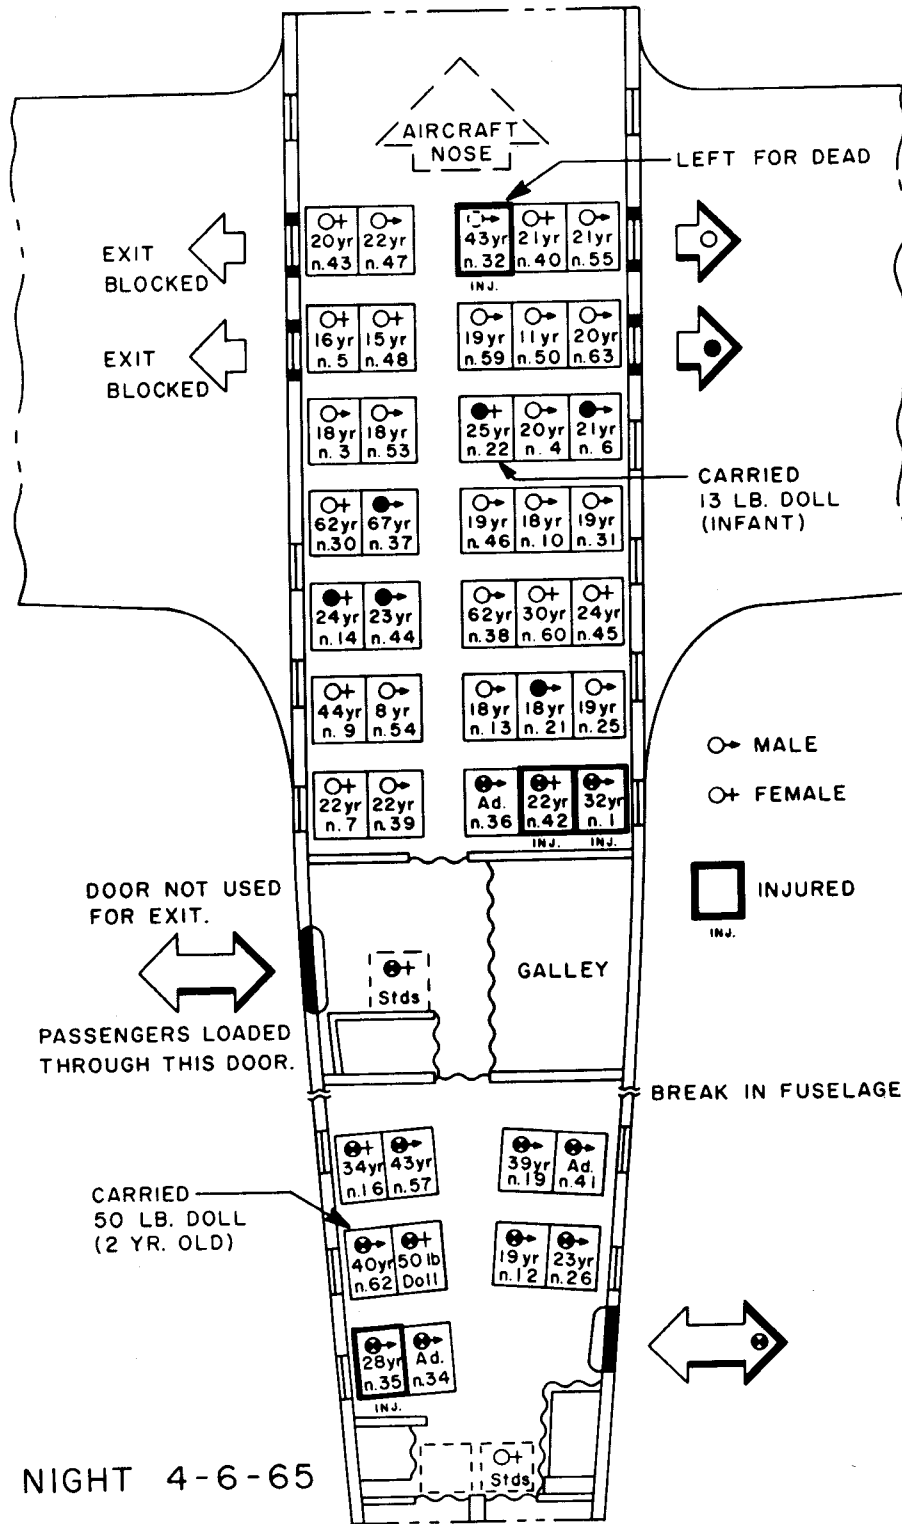 AIRCRAFT
NOSE
LEFT FOR DEAD
EXIT
BLOCKED
20yr 22yr 43yr 21yr 21yr
n.43 n.47 n.32 n.40 n.55
INJ.
EXIT
BLOCKED
16yr 15yr 19yr 11yr 20yr
n.5 n.48 n.59 n.50 n.63
18yr 18yr 25yr 20yr 21yr
n.3 n.53 n.22 n.4 n.6
CARRIED
13 LB. DOLL
(INFANT)
62yr 67yr 19yr 18yr 19yr
n.30 n.37 n.46 n.10 n.31
24yr 23yr 62yr 30yr 24yr
n.14 n.44 n.38 n.60 n.45
44yr 8yr 18yr 18yr 19yr
n.9 n.54 n.13 n.21 n.25
MALE
FEMALE
22yr 22yr Ad. 22yr 32yr
n.7 n.39 n.36 n.42 n.1
INJ. INJ.
INJURED
INJ.
DOOR NOT USED
FOR EXIT.
GALLEY
Stds
PASSENGERS LOADED
THROUGH THIS DOOR.
BREAK IN FUSELAGE
34yr 43yr 39yr Ad.
n.16 n.57 n.19 n.41
CARRIED
50 LB. DOLL
(2 YR. OLD)
40yr 50lb 19yr 23yr
n.62 Doll n.12 n.26
28yr Ad.
n.35 n.34
INJ.
Stds
NIGHT 4-6-65